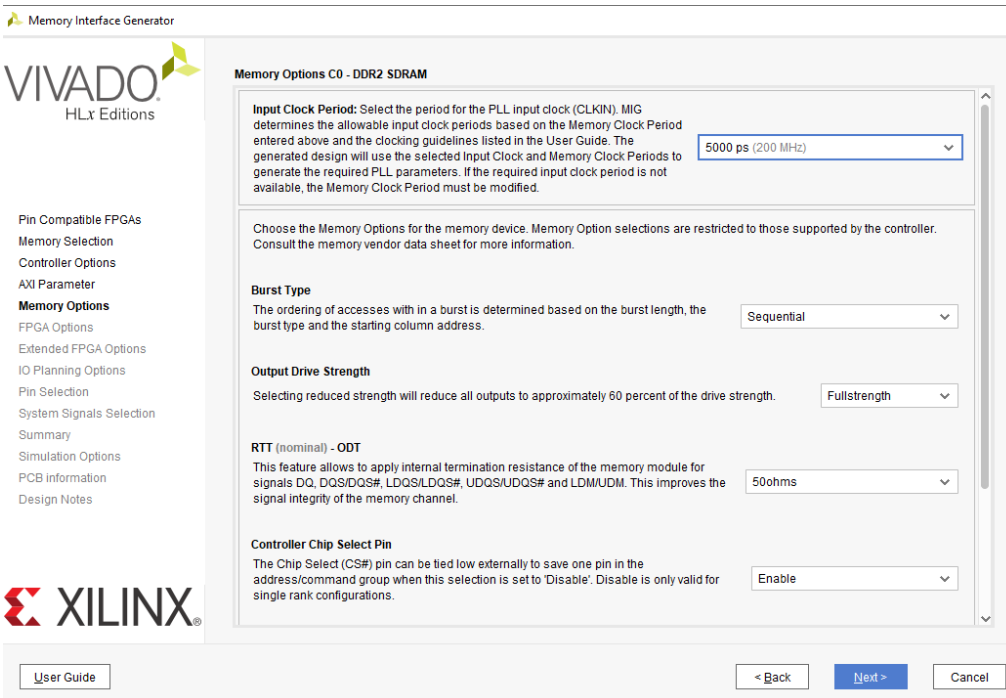 Memory Interface Generator
VIVADO.
HLx Editions
Pin Compatible FPGAs
Memory Selection
Controller Options
AXI Parameter
Memory Options
FPGA Options
Extended FPGA Options
IO Planning Options
Pin Selection
System Signals Selection
Summary
Simulation Options
PCB information
Design Notes
XILINX®
Memory Options C0 - DDR2 SDRAM
Input Clock Period: Select the period for the PLL input clock (CLKIN). MIG
determines the allowable input clock periods based on the Memory Clock Period
entered above and the clocking guidelines listed in the User Guide. The
generated design will use the selected Input Clock and Memory Clock Periods to
generate the required PLL parameters. If the required input clock period is not
available, the Memory Clock Period must be modified.
5000 ps (200 MHz)
Choose the Memory Options for the memory device. Memory Option selections are restricted to those supported by the controller.
Consult the memory vendor data sheet for more information.
Burst Type
The ordering of accesses with in a burst is determined based on the burst length, the
burst type and the starting column address.
Sequential
Output Drive Strength
Selecting reduced strength will reduce all outputs to approximately 60 percent of the drive strength.
Fullstrength
RTT (nominal) - ODT
This feature allows to apply internal termination resistance of the memory module for
signals DQ, DQS/DQS#, LDQS/LDQS#, UDQS/UDQS# and LDM/UDM. This improves the
signal integrity of the memory channel.
50ohms
Controller Chip Select Pin
The Chip Select (CS#) pin can be tied low externally to save one pin in the
address/command group when this selection is set to 'Disable'. Disable is only valid for
single rank configurations.
Enable
User Guide
< Back
Next >
Cancel